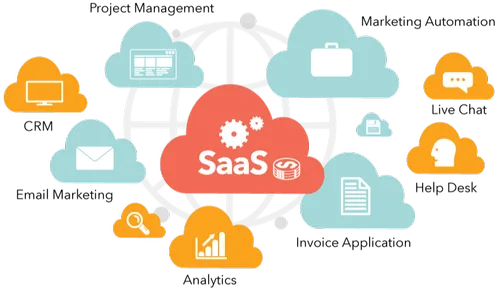 Project Management
Marketing Automation
CRM
Live Chat
SaaS
Email Marketing
Help Desk
Invoice Application
Analytics
$